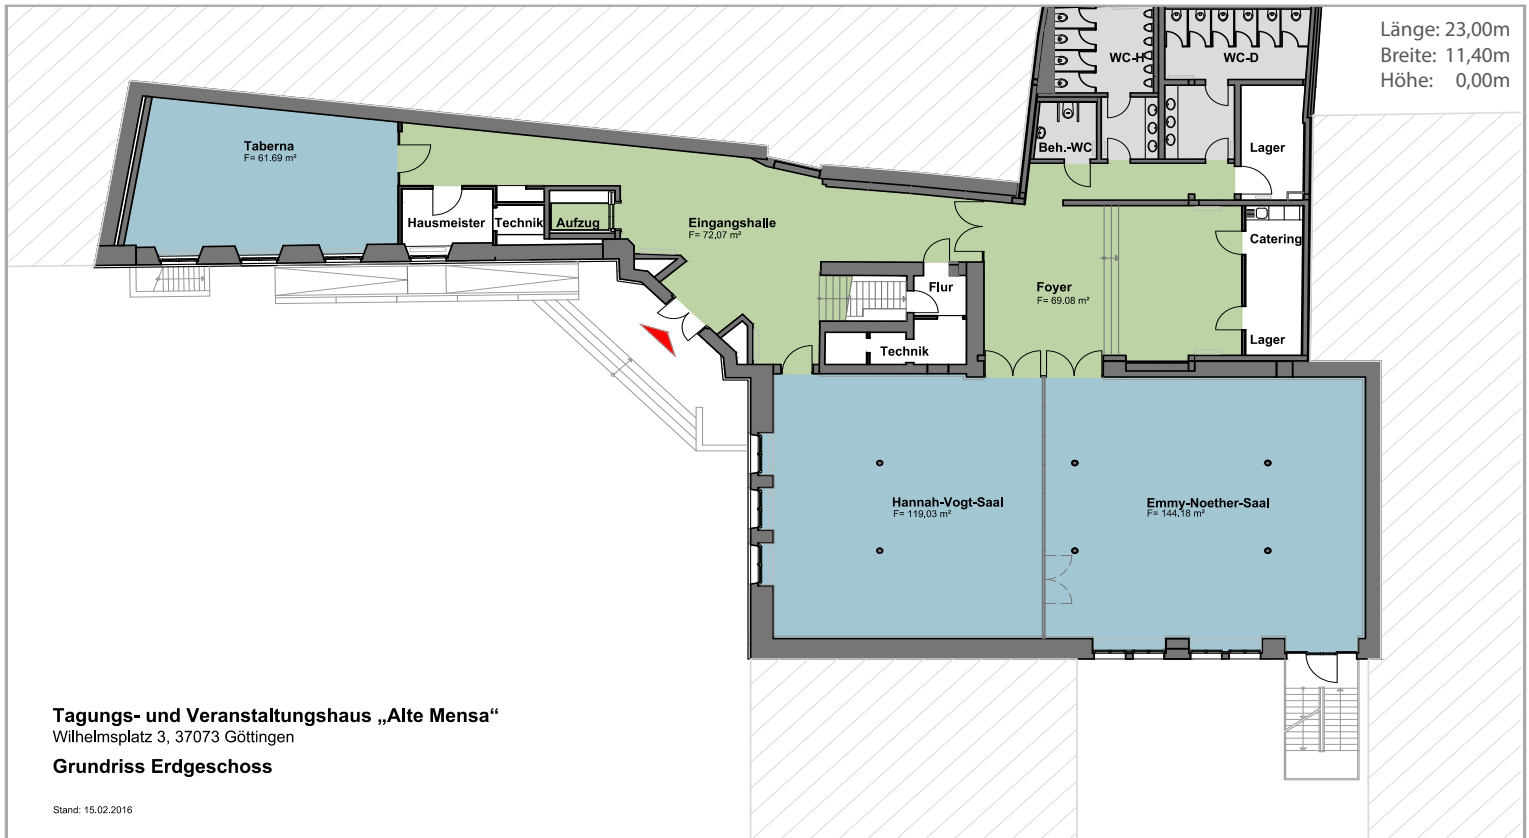 Länge: 23,00m
Breite: 11,40m
Höhe: 0,00m
WC-H
WC-D
Taberna
F= 61.69 m²
Beh.-WC
Lager
Hausmeister
Technik
Aufzug
Eingangshalle
F= 72,07 m²
Catering
Flur
Foyer
F= 69.08 m²
Technik
Lager
Hannah-Vogt-Saal
F= 119,03 m²
Emmy-Noether-Saal
F= 144,18 m²
Tagungs- und Veranstaltungshaus „Alte Mensa“
Wilhelmsplatz 3, 37073 Göttingen
Grundriss Erdgeschoss
Stand: 15.02.2016